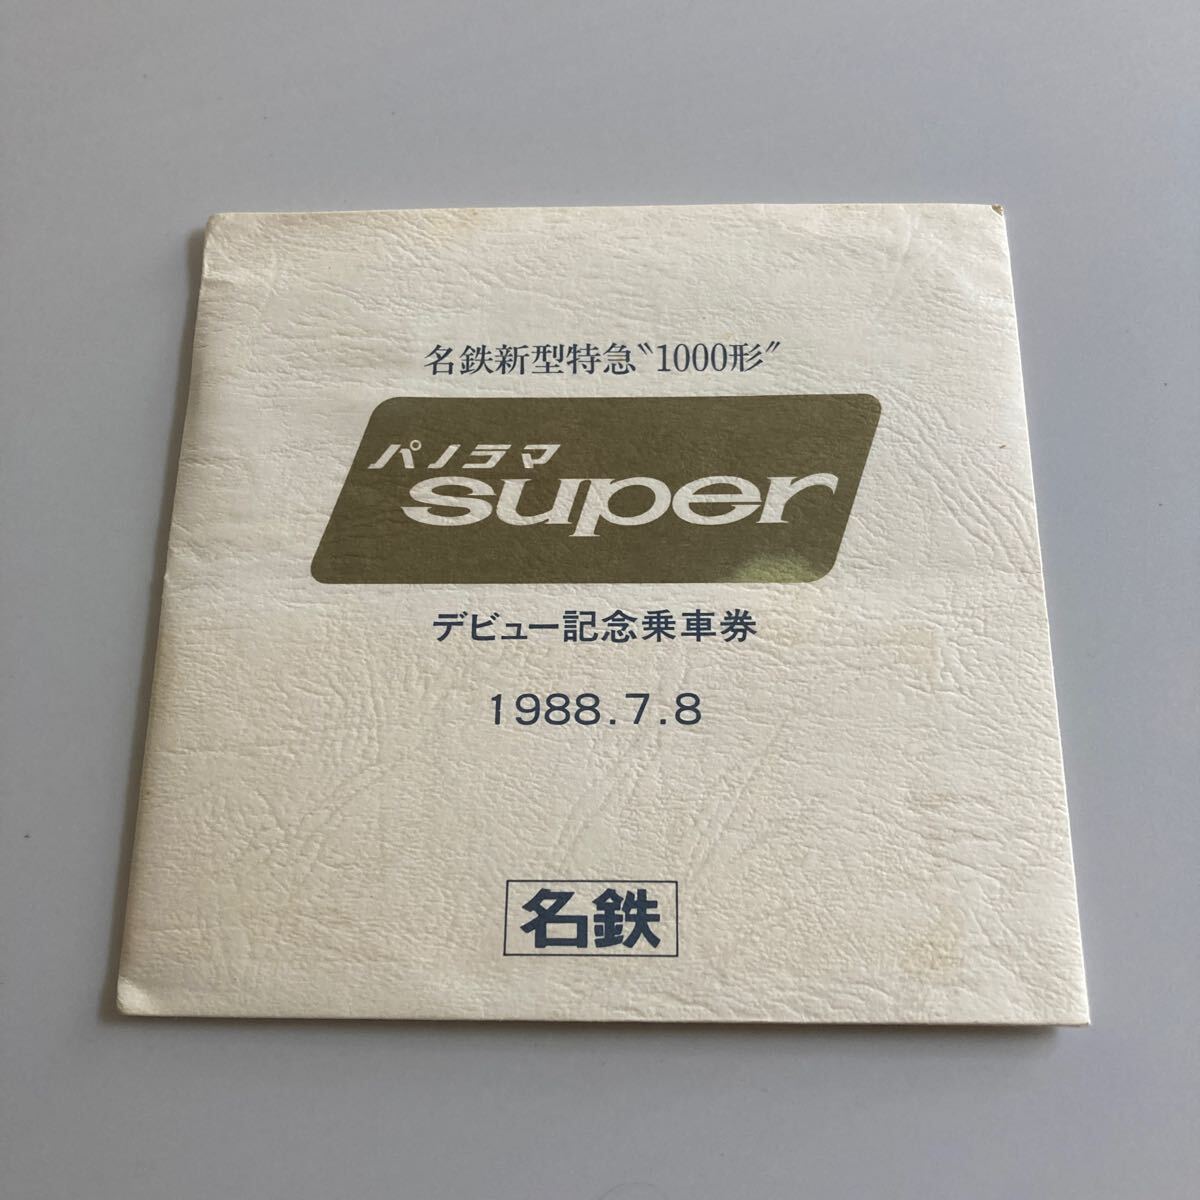 名鉄新型特急〝1000形〞
パノラマ
super
デビュー記念乗車券
1988.7.8
名鉄